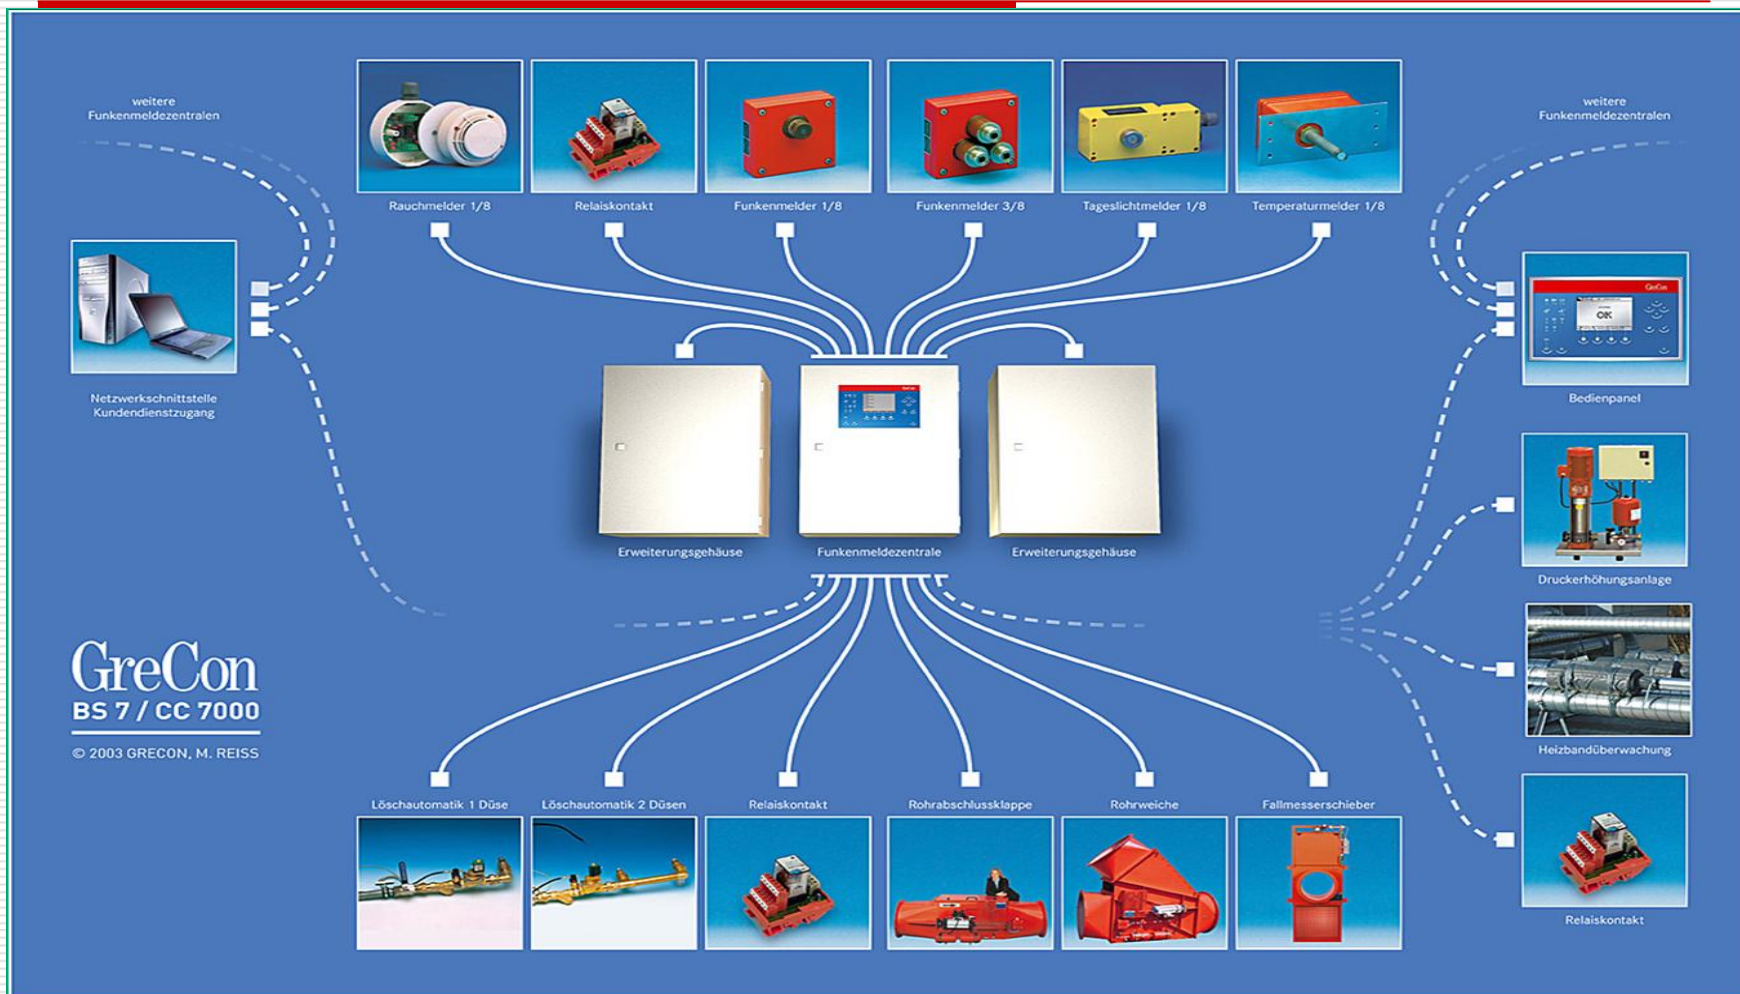 weitere
Funkenmeldezentralen
weitere
Funkenmeldezentralen
Rauchmelder 1/8
Relaiskontakt
Funkenmelder 1/8
Funkenmelder 3/8
Tageslichtmelder 1/8
Temperaturmelder 1/8
GreCon
OK
Netzwerkschnittstelle
Kundendienstzugang
Bedienpanel
Erweiterungsgehäuse
Funkenmeldezentrale
Erweiterungsgehäuse
Druckerhöhungsanlage
GreCon
BS 7 / CC 7000
© 2003 GRECON, M. REISS
Heizbandüberwachung
Löschautomatik 1 Düse
Löschautomatik 2 Düsen
Relaiskontakt
Rohrabschlussklappe
Rohrweiche
Fallmesserschieber
Relaiskontakt